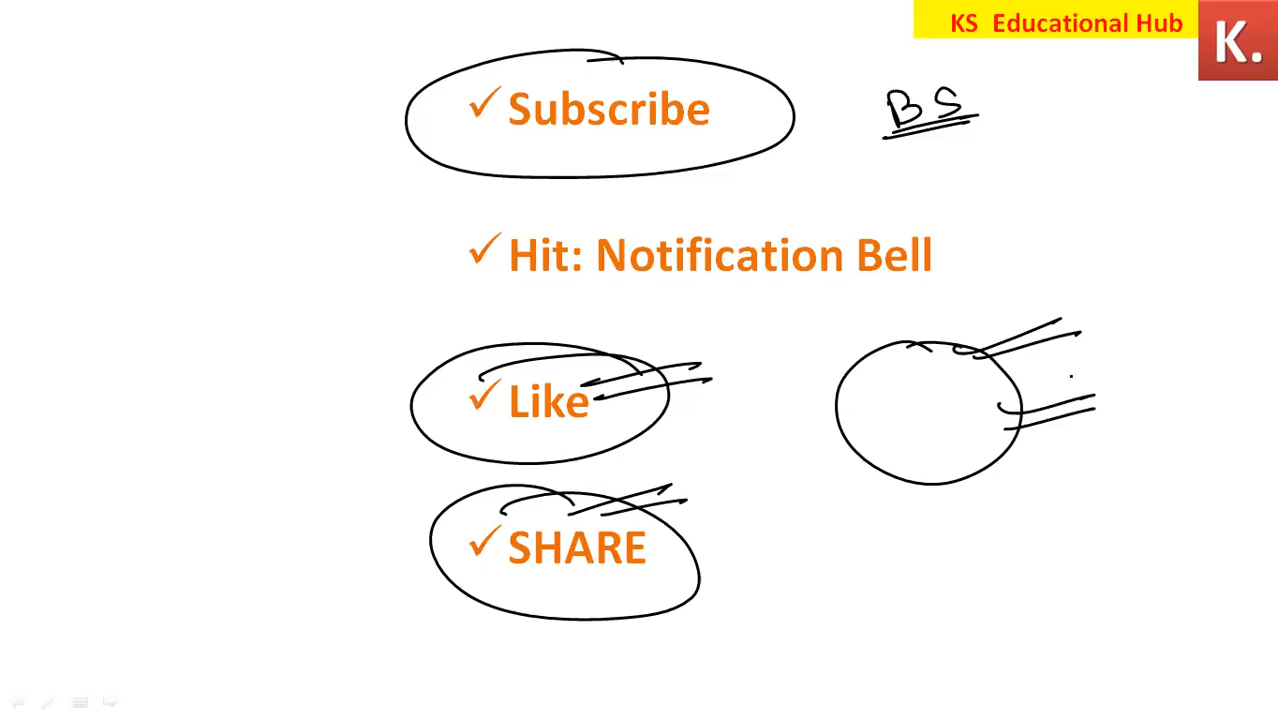 KS Educational Hub
K.
✓ Subscribe
BS
✓ Hit: Notification Bell
✓ Like
✓ SHARE